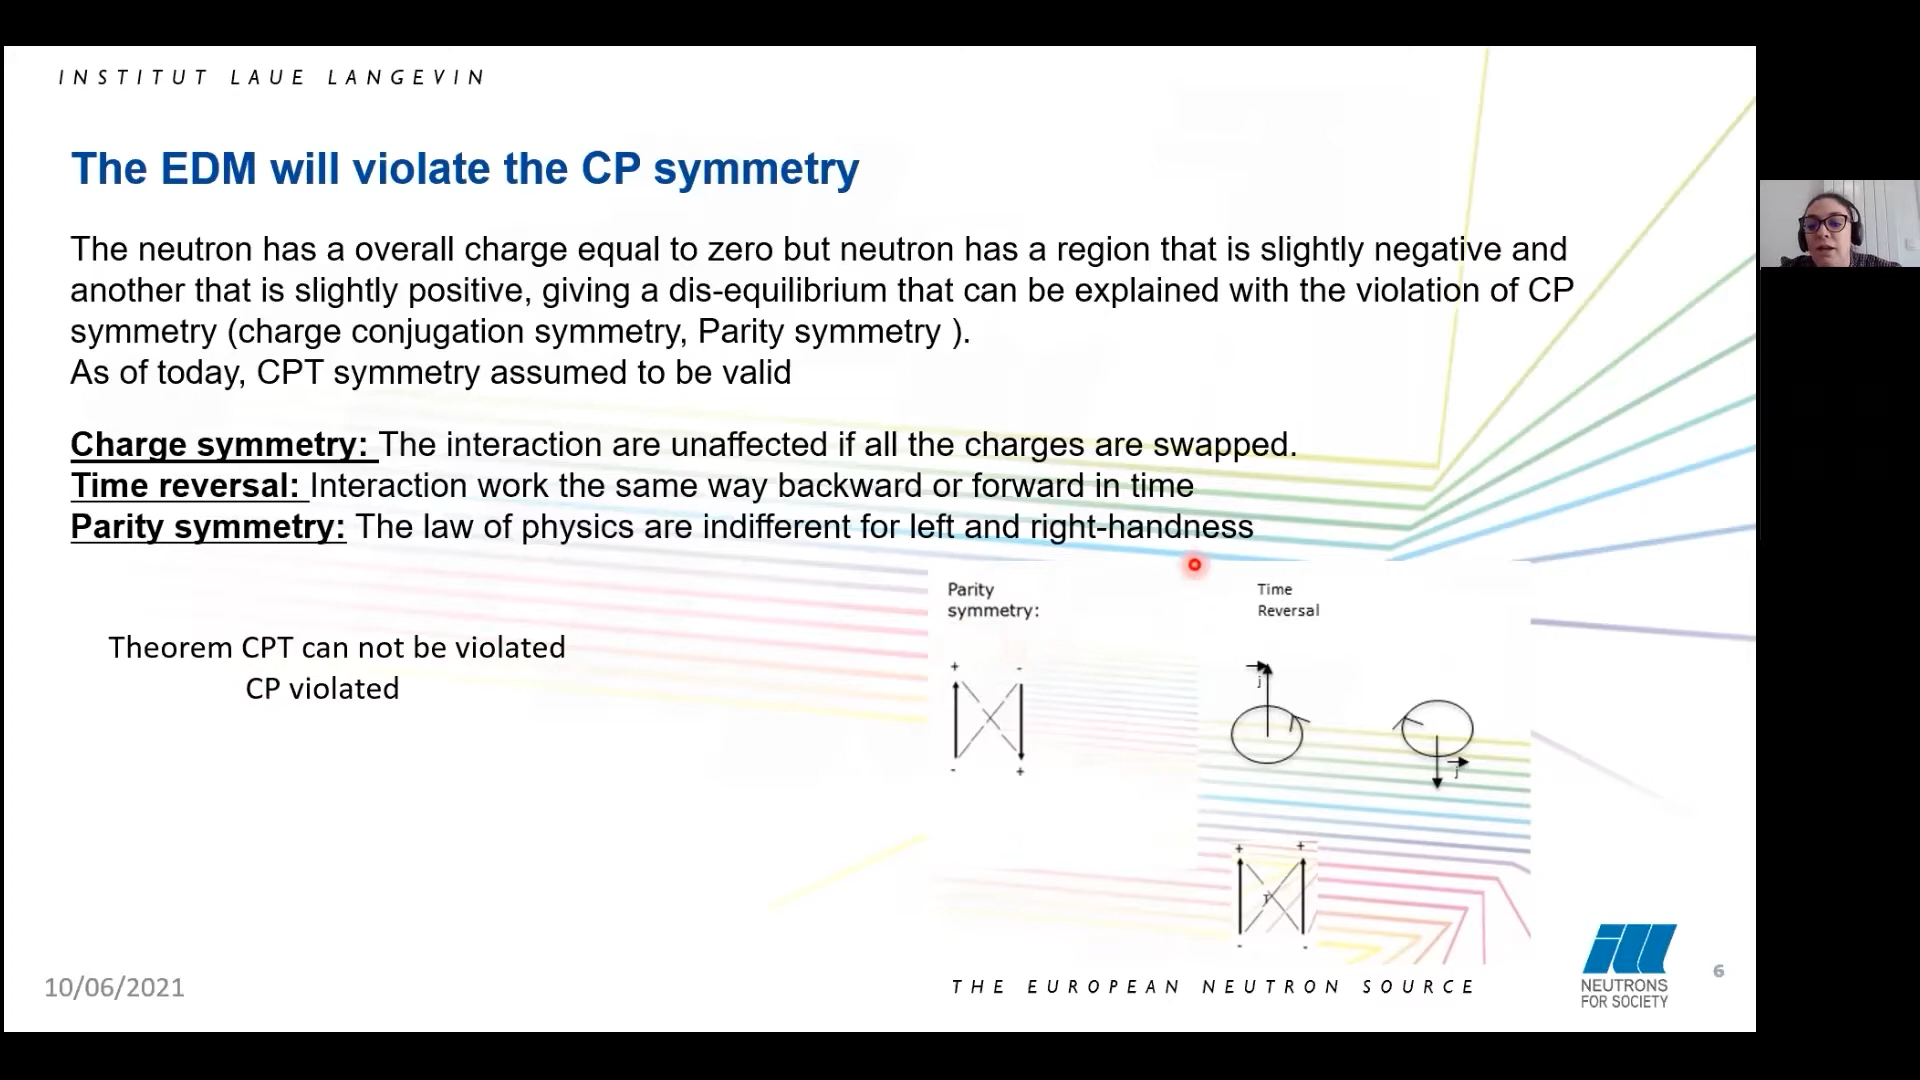 INSTITUT LAUE LANGEVIN
The EDM will violate the CP symmetry
The neutron has a overall charge equal to zero but neutron has a region that is slightly negative and
another that is slightly positive, giving a dis-equilibrium that can be explained with the violation of CP
symmetry (charge conjugation symmetry, Parity symmetry ).
As of today, CPT symmetry assumed to be valid
Charge symmetry: The interaction are unaffected if all the charges are swapped.
Time reversal: Interaction work the same way backward or forward in time
Parity symmetry: The law of physics are indifferent for left and right-handness
Theorem CPT can not be violated
CP violated
Parity
symmetry:
+ -
- +
Time
Reversal
j
j
+ +
T
- -
10/06/2021
THE EUROPEAN NEUTRON SOURCE
ill
NEUTRONS
FOR SOCIETY
6